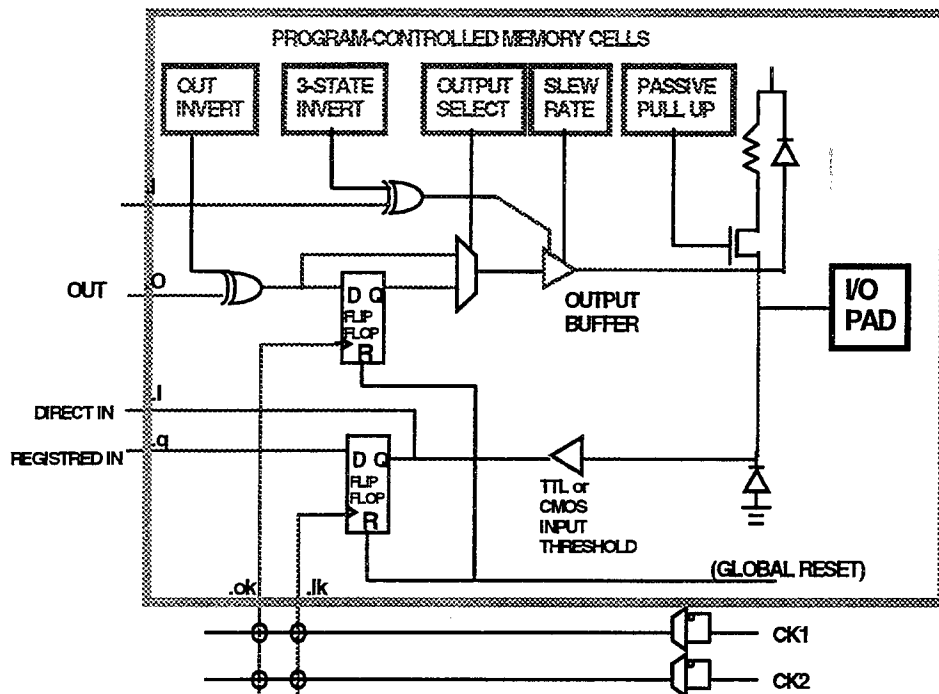 PROGRAM-CONTROLLED MEMORY CELLS
OUT
INVERT
3-STATE
INVERT
OUTPUT
SELECT
SLEW
RATE
PASSIVE
PULL UP
OUT
O
D Q
FLIP
FLOP
R
OUTPUT
BUFFER
I/O
PAD
DIRECT IN
.I
REGISTRED IN
.q
D Q
FLIP
FLOP
R
TTL or
CMOS
INPUT
THRESHOLD
(GLOBAL RESET)
.ok
.Ik
CK1
CK2